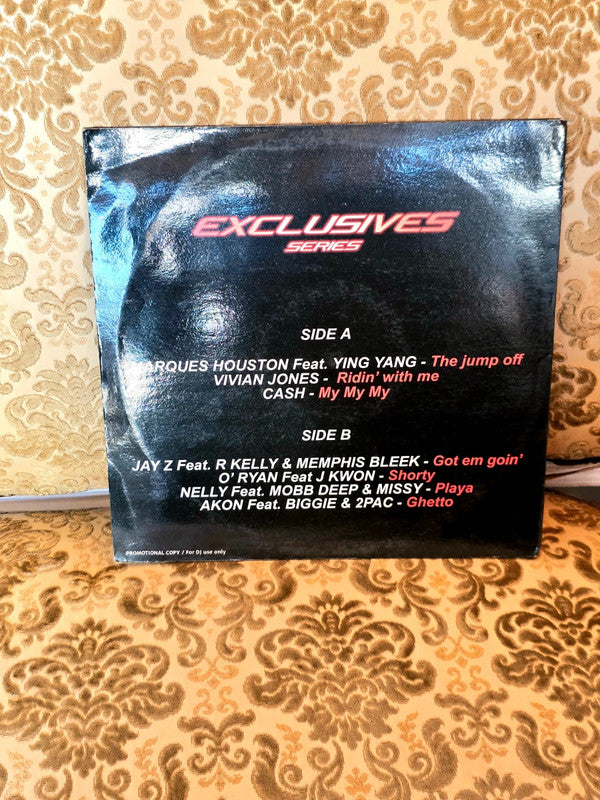 EXCLUSIVES
SERIES
SIDE A
ARQUES HOUSTON Feat. YING YANG - The jump off
VIVIAN JONES - Ridin' with me
CASH - My My My
SIDE B
JAY Z Feat. R KELLY & MEMPHIS BLEEK - Got em goin'
O' RYAN Feat J KWON - Shorty
NELLY Feat. MOBB DEEP & MISSY - Playa
AKON Feat. BIGGIE & 2PAC - Ghetto
PROMOTIONAL COPY / For DJ use only